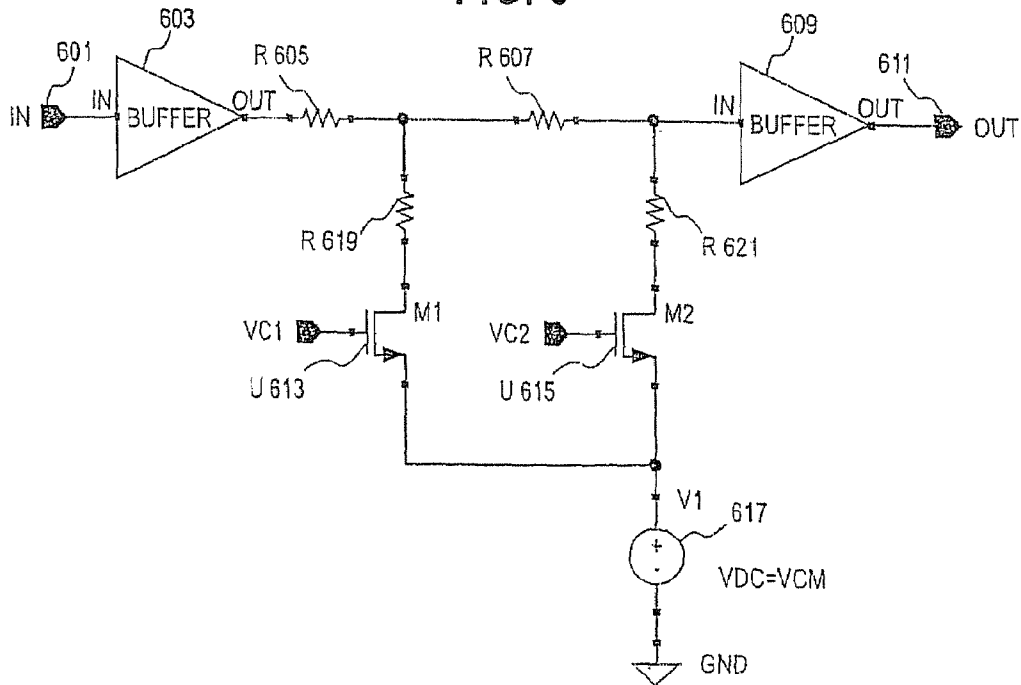 603
609
601
R 605
R 607
611
IN
IN
BUFFER
OUT
IN
BUFFER
OUT
OUT
R 619
R 621
VC1
M1
VC2
M2
U 613
U 615
V1
617
+
-
VDC=VCM
GND